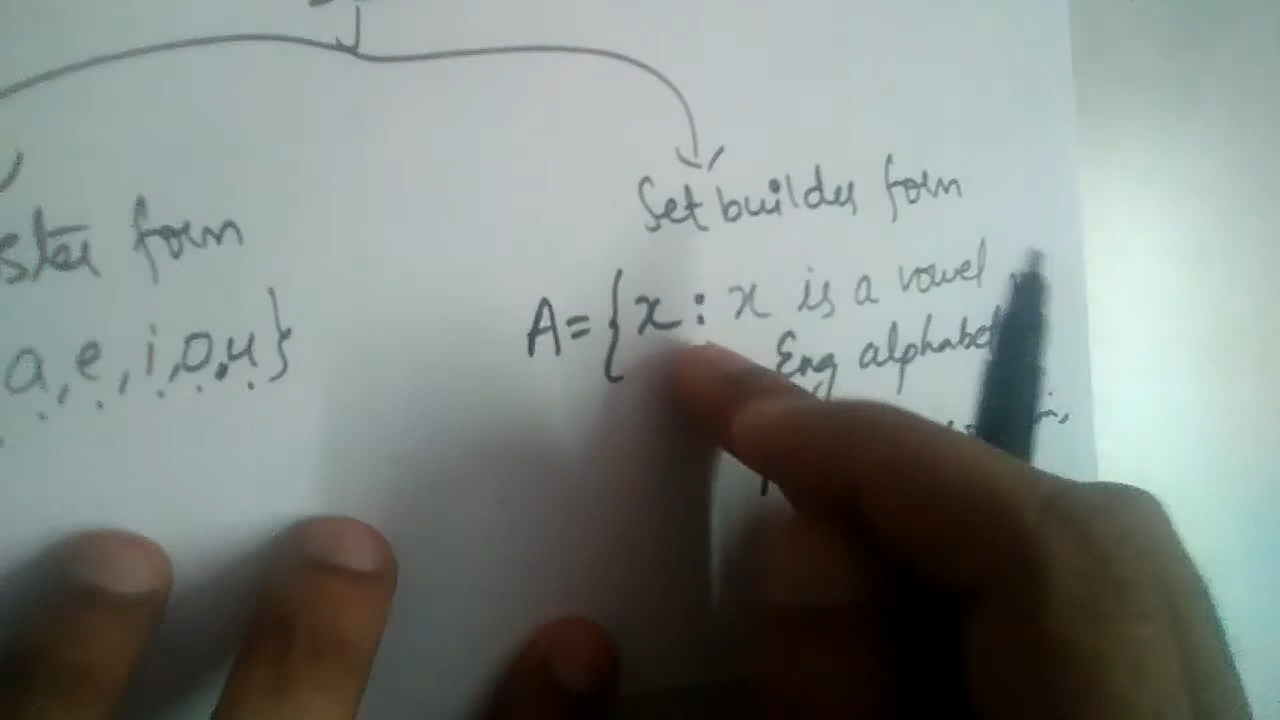 ster form
a, e, i, o, u}
Set builder form
A = {x : x is a vowel
Eng alphabet